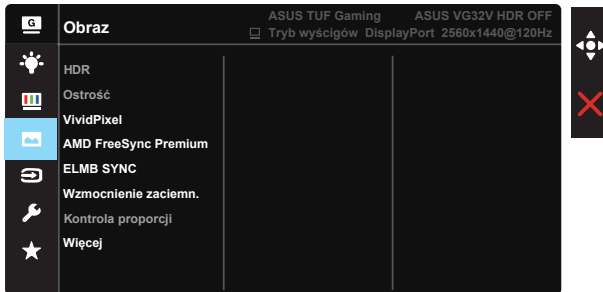 G
Obraz
ASUS TUF Gaming ASUS VG32V HDR OFF
Tryb wyścigów DisplayPort 2560x1440@120Hz
HDR
Ostrość
VividPixel
AMD FreeSync Premium
ELMB SYNC
Wzmocnienie zaciemn.
Kontrola proporcji
Więcej